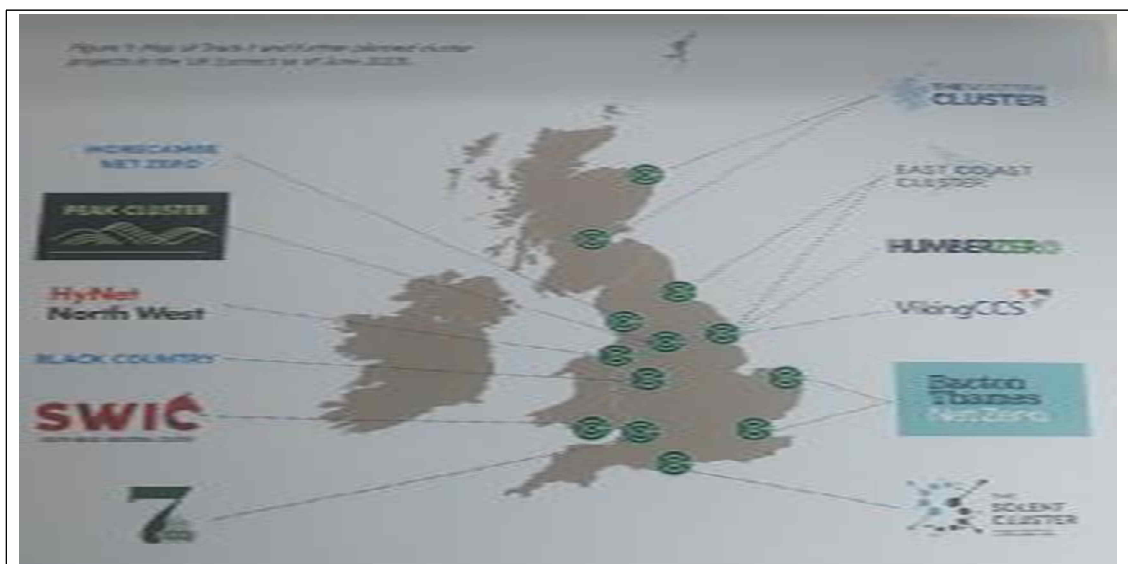 Figure 1: Map of Track-1 and further planned cluster
projects in the UK (correct as of June 2023).
THE SCOTTISH
CLUSTER
MORECAMBE
NET ZERO
EAST COAST
CLUSTER
PEAK CLUSTER
HUMBERZERO
HyNet
North West
VikingCCS
BLACK COUNTRY
Bacton
Thames
NetZero
SWIC
7
THE
SOLENT
CLUSTER